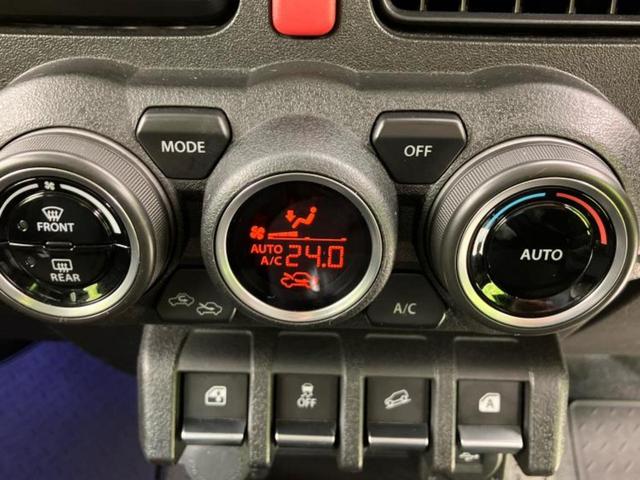 MODE
OFF
FRONT
REAR
AUTO
A/C 24.0
A/C
AUTO
OFF
A